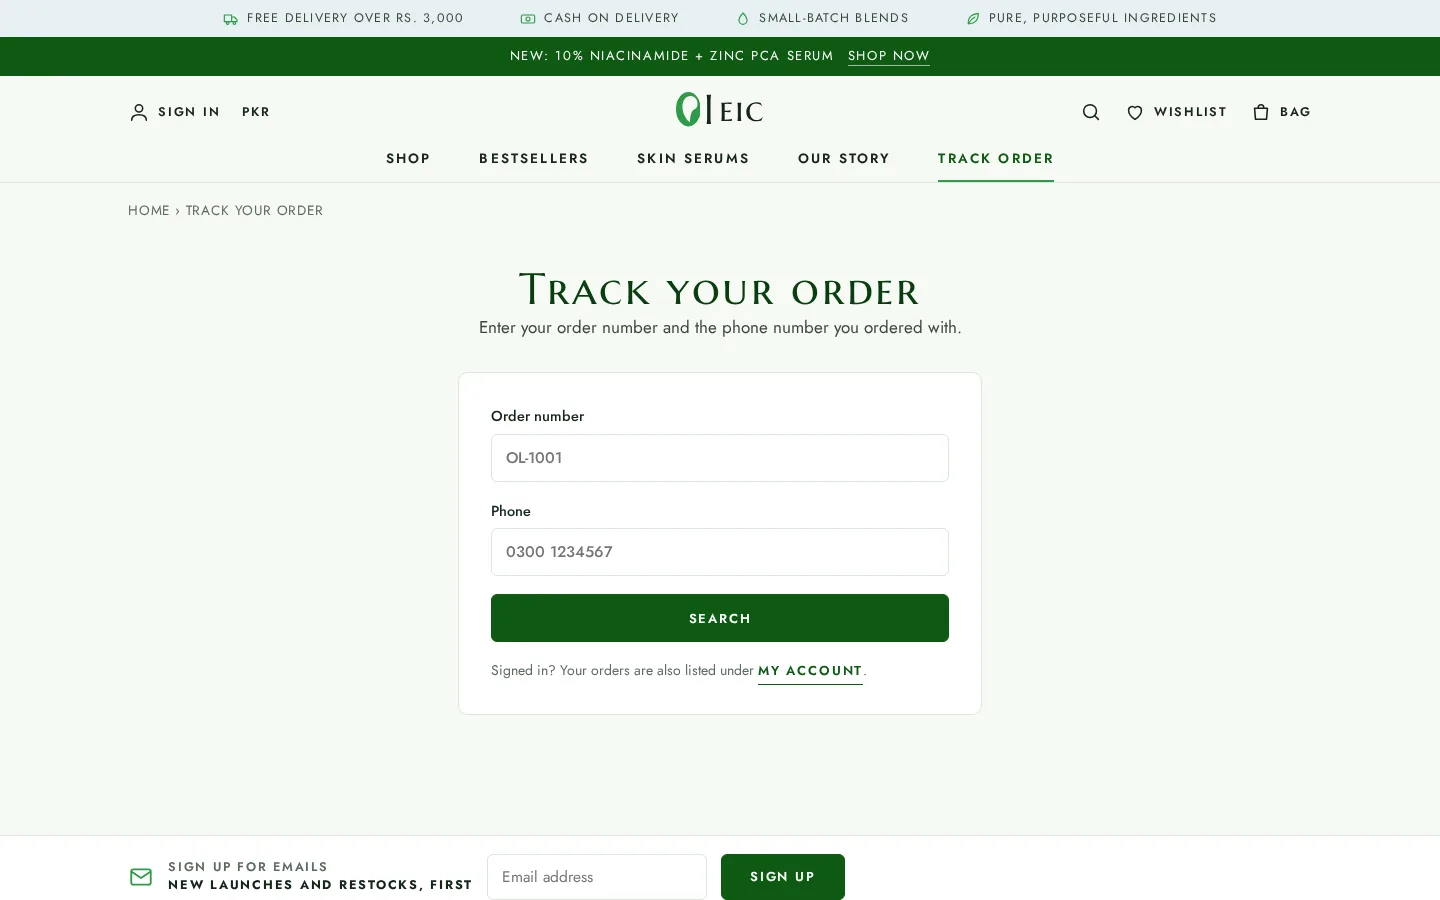 FREE DELIVERY OVER RS. 3,000 CASH ON DELIVERY SMALL-BATCH BLENDS PURE, PURPOSEFUL INGREDIENTS
NEW: 10% NIACINAMIDE + ZINC PCA SERUM SHOP NOW
SIGN IN PKR OlEIC WISHLIST BAG
SHOP BESTSELLERS SKIN SERUMS OUR STORY TRACK ORDER
HOME › TRACK YOUR ORDER
Track your order
Enter your order number and the phone number you ordered with.
Order number
OL-1001
Phone
0300 1234567
SEARCH
Signed in? Your orders are also listed under MY ACCOUNT.
SIGN UP FOR EMAILS
NEW LAUNCHES AND RESTOCKS, FIRST
Email address
SIGN UP